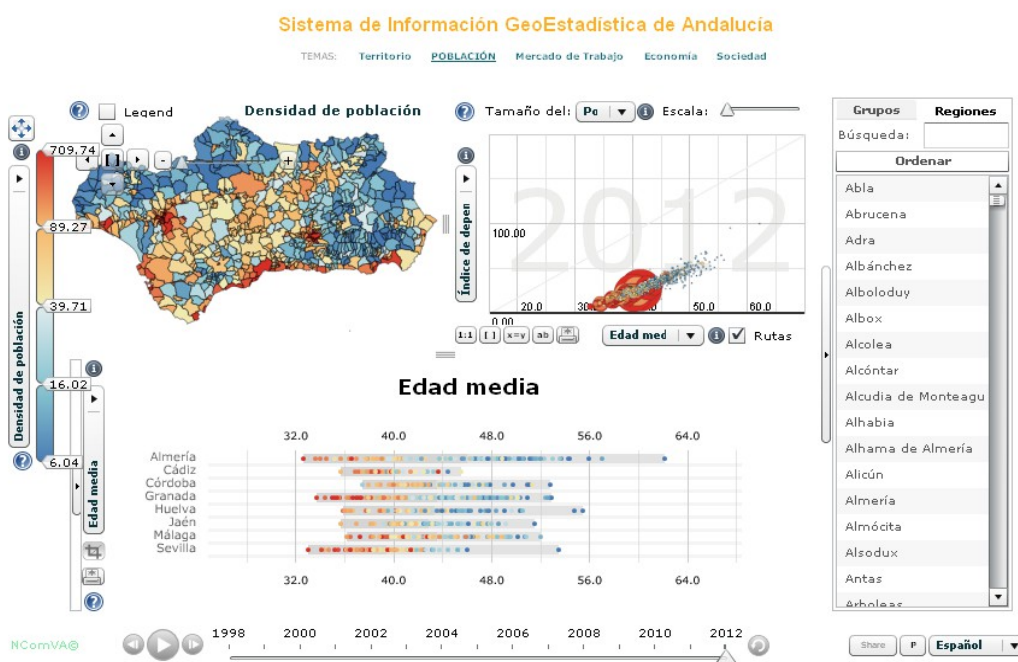 Sistema de Información GeoEstadística de Andalucía
TEMAS: Territorio POBLACIÓN Mercado de Trabajo Economía Sociedad
Legend
Densidad de población
Tamaño del: Po
Escala:
Grupos
Regiones
Búsqueda:
Ordenar
709.74
89.27
39.71
16.02
6.04
Densidad de población
2012
Índice de depen
100.00
20.0 40 50.0 60.0
0.00
1:1 [ ] x=y ab
Edad med
Rutas
Edad media
Edad media
32.0 40.0 48.0 56.0 64.0
Almería
Cádiz
Córdoba
Granada
Huelva
Jaén
Málaga
Sevilla
32.0 40.0 48.0 56.0 64.0
Abla
Abrucena
Adra
Albánchez
Alboloduy
Albox
Alcolea
Alcóntar
Alcudia de Monteagu
Alhabia
Alhama de Almería
Alicún
Almería
Almócita
Alsodux
Antas
Arboleas
NComVA©
1998 2000 2002 2004 2006 2008 2010 2012
Share P Español